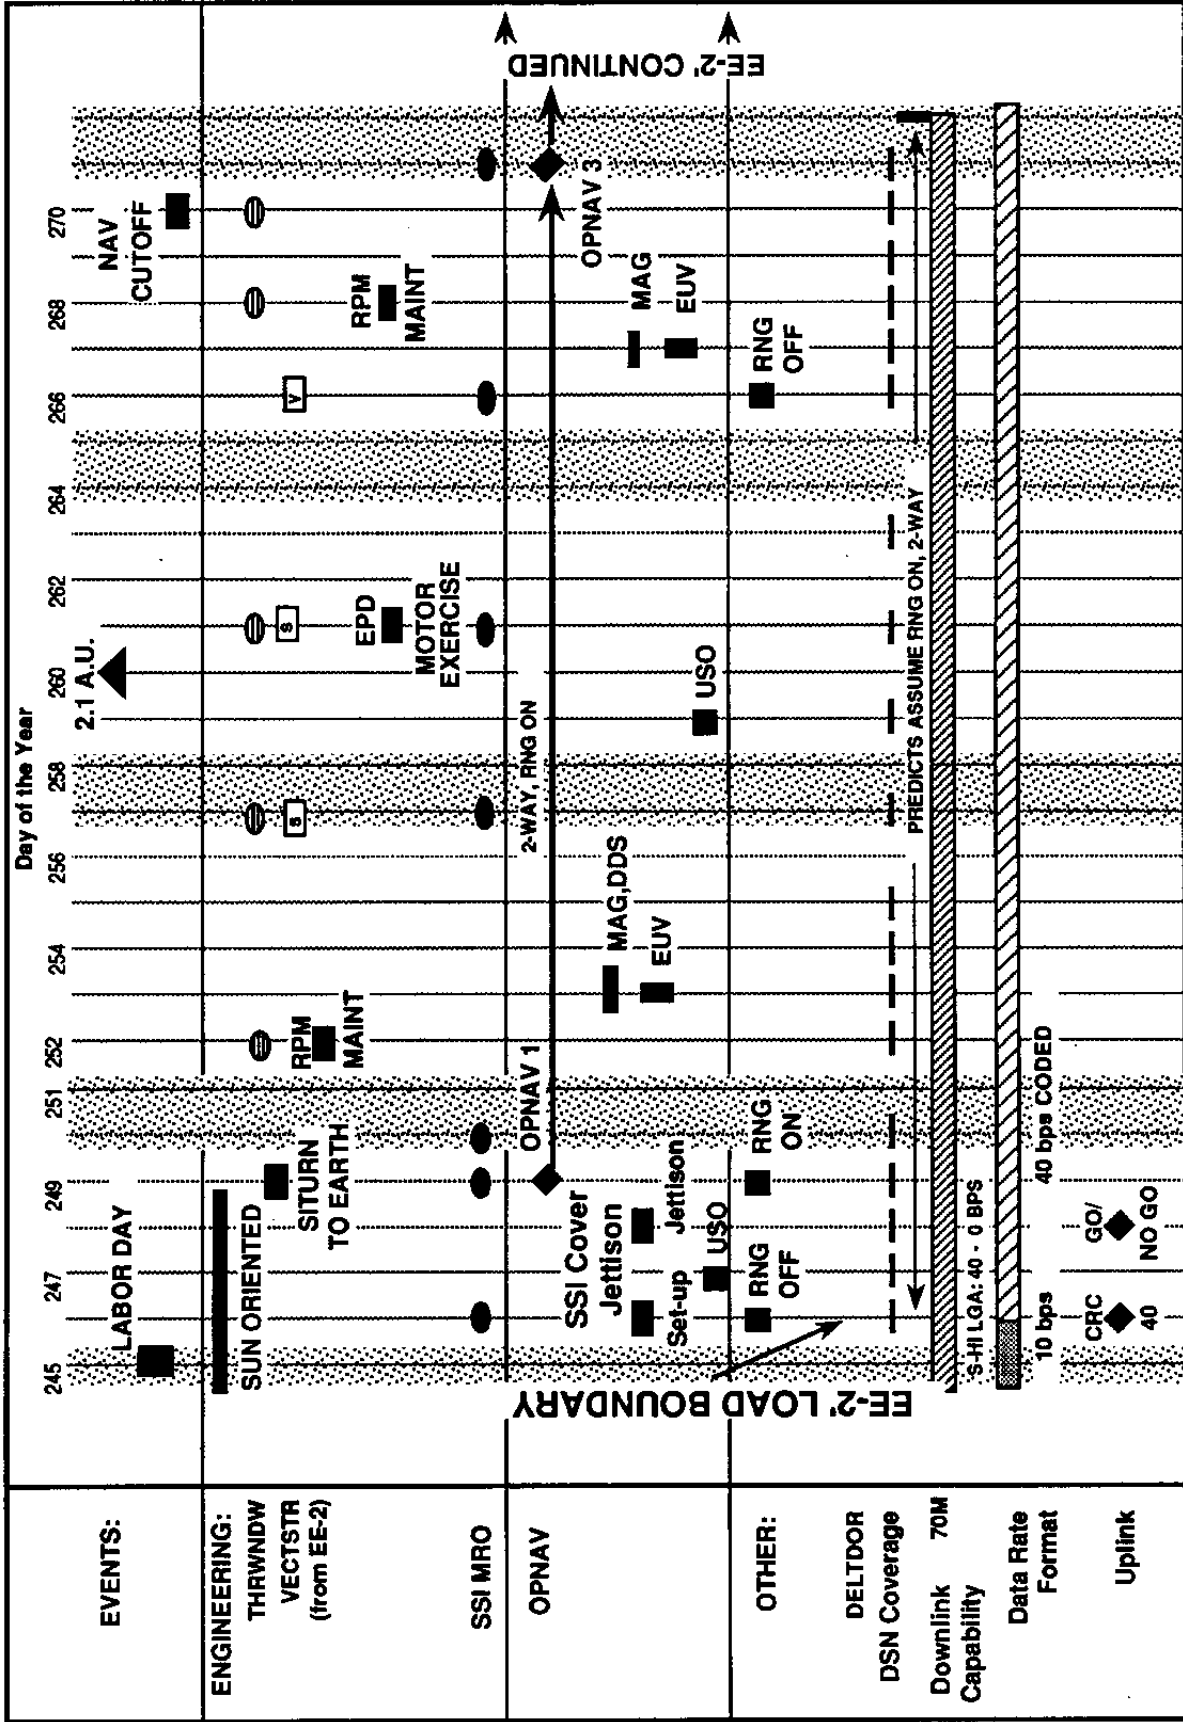 Day of the Year
245 247 249 251 252 254 256 258 260 262 264 266 268 270
EVENTS:
LABOR DAY
2.1 A.U.
NAV
CUTOFF
ENGINEERING:
THRWNDW
VECTSTR
(from EE-2)
SUN ORIENTED
SITURN
TO EARTH
RPM
MAINT
S
S
EPD
MOTOR
EXERCISE
V
RPM
MAINT
SSI MRO
OPNAV
OPNAV 1
2-WAY, RNG ON
OPNAV 3
EE-2' CONTINUED
SSI Cover
Jettison
Set-up
Jettison
USO
MAG,DDS
EUV
USO
MAG
EUV
OTHER:
RNG
OFF
RNG
ON
RNG
OFF
EE-2' LOAD BOUNDARY
DELTDOR
DSN Coverage
PREDICTS ASSUME RNG ON, 2-WAY
Downlink 70M
Capability
S-HI LGA: 40 - 0 BPS
Data Rate
Format
10 bps
40 bps CODED
Uplink
CRC
40
GO/
NO GO